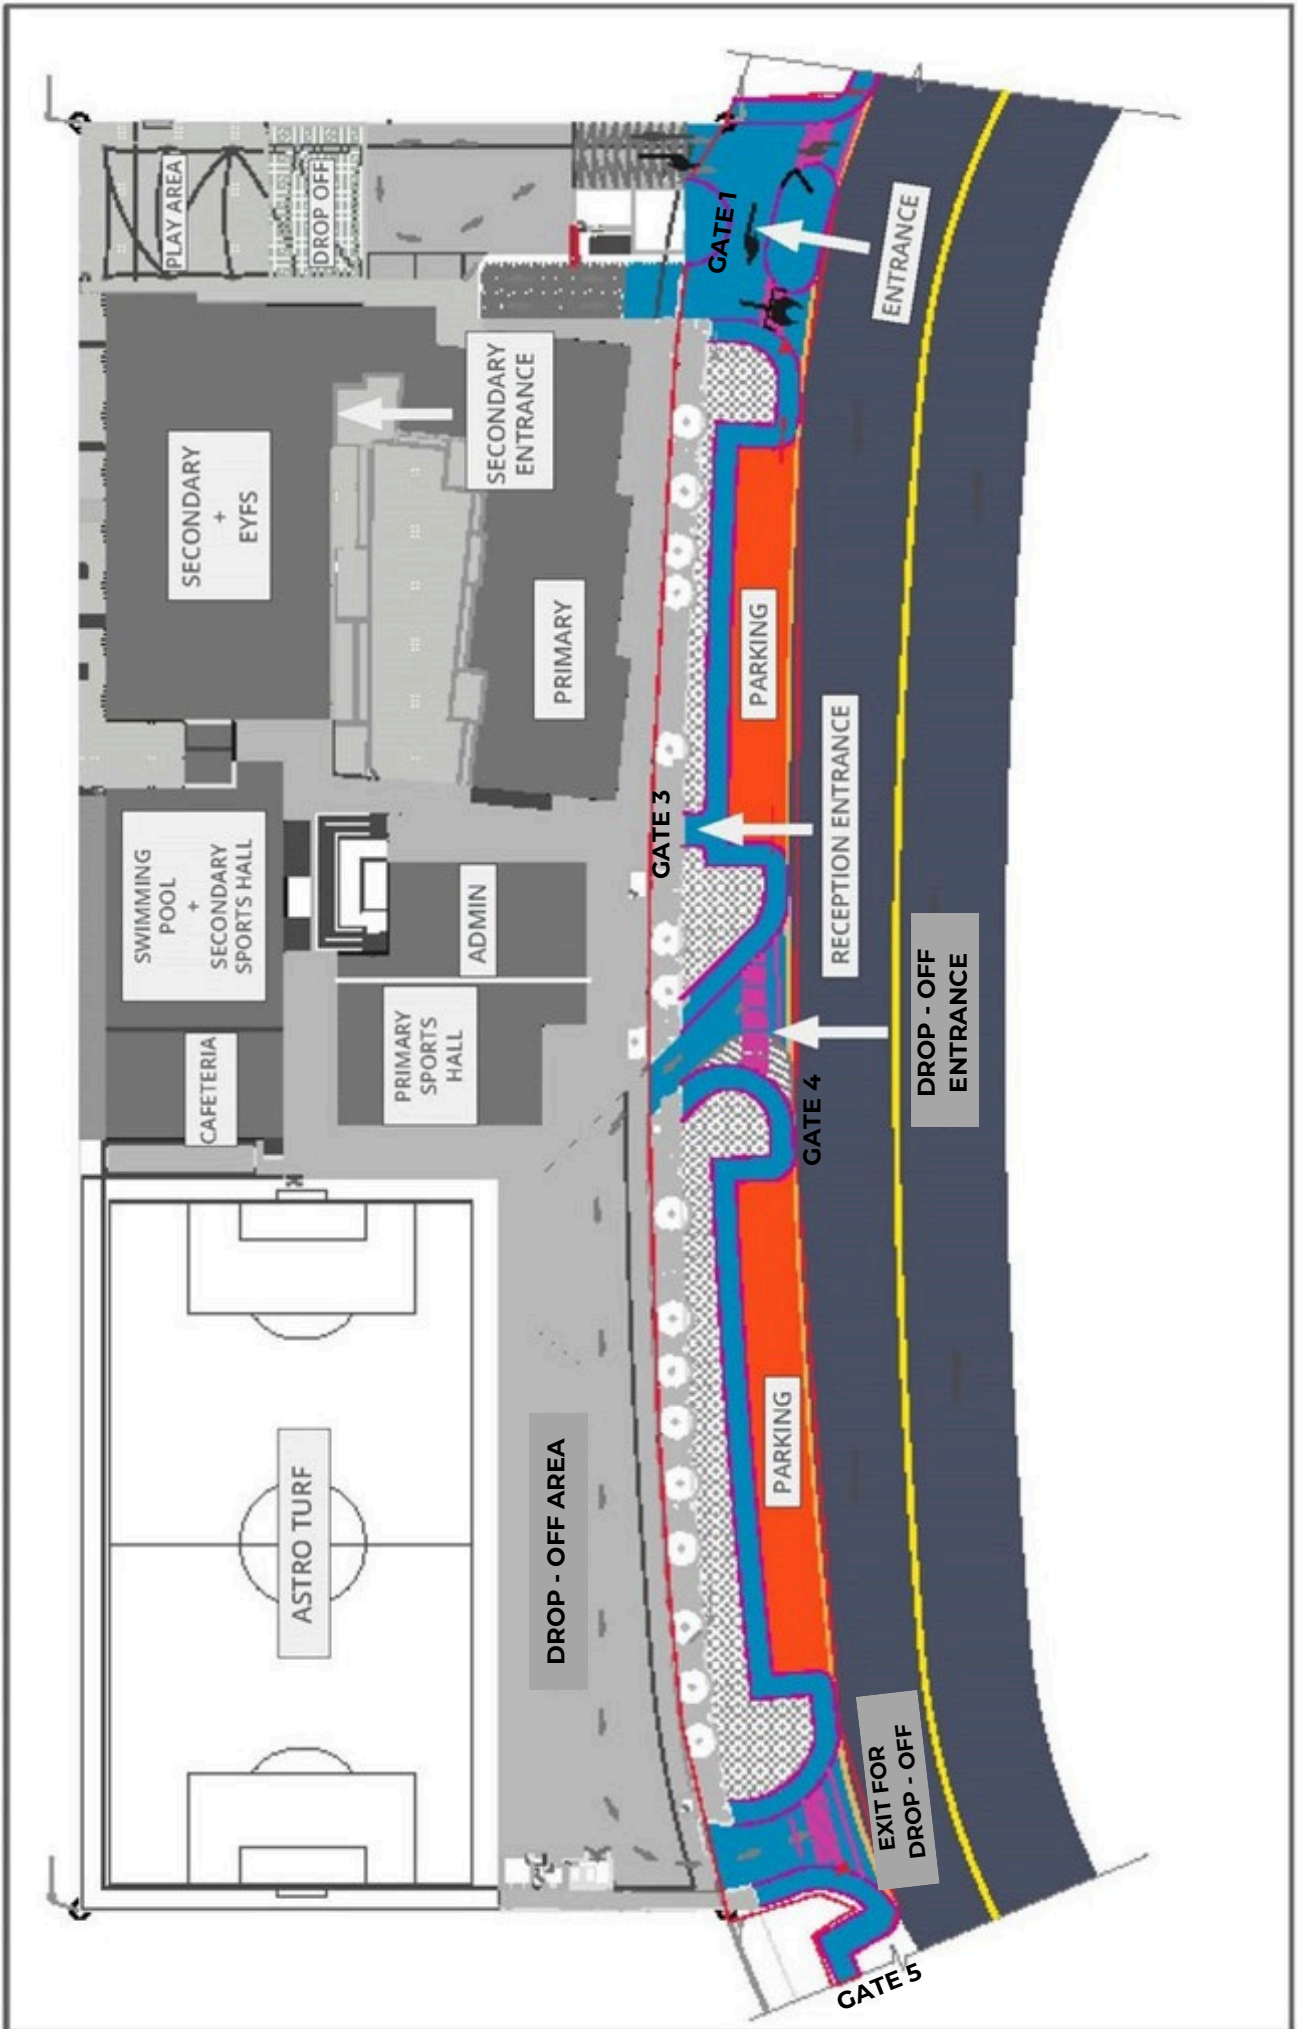 PLAY AREA
DROP OFF
GATE 1
ENTRANCE
SECONDARY
+
EYFS
SECONDARY
ENTRANCE
PRIMARY
PARKING
SWIMMING
POOL
+
SECONDARY
SPORTS HALL
ADMIN
GATE 3
RECEPTION ENTRANCE
CAFETERIA
PRIMARY
SPORTS
HALL
GATE 4
DROP - OFF
ENTRANCE
ASTRO TURF
DROP - OFF AREA
PARKING
EXIT FOR
DROP - OFF
GATE 5